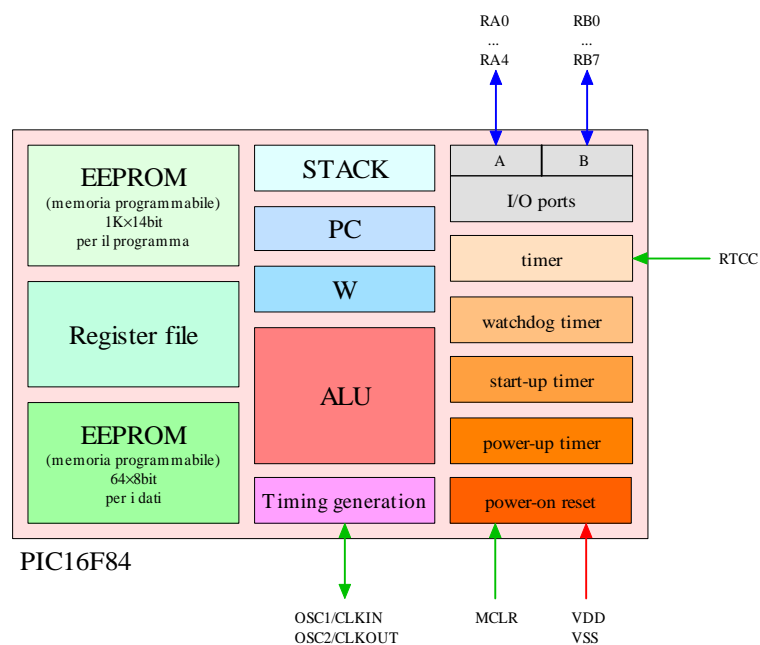 RA0
...
RA4
RB0
...
RB7
EEPROM
(memoria programmabile)
1K×14bit
per il programma
Register file
EEPROM
(memoria programmabile)
64×8bit
per i dati
STACK
PC
W
ALU
Timing generation
A
B
I/O ports
timer
RTCC
watchdog timer
start-up timer
power-up timer
power-on reset
PIC16F84
OSC1/CLKIN
OSC2/CLKOUT
MCLR
VDD
VSS